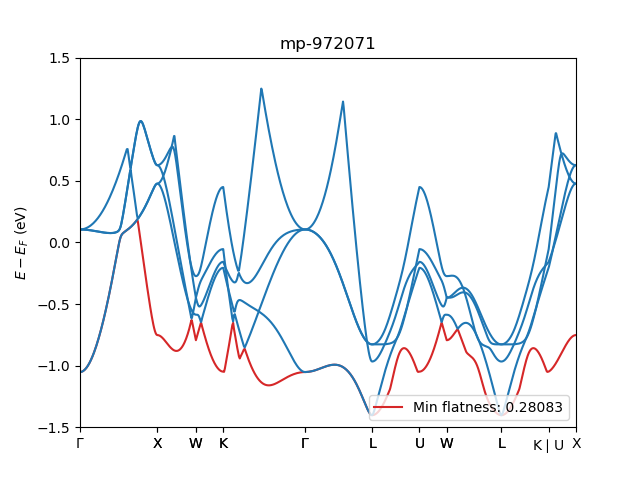 mp-972071
1.5
1.0
0.5
0.0
−0.5
−1.0
−1.5
E − E_F (eV)
Min flatness: 0.28083
Γ X W K Γ L U W L K | U X